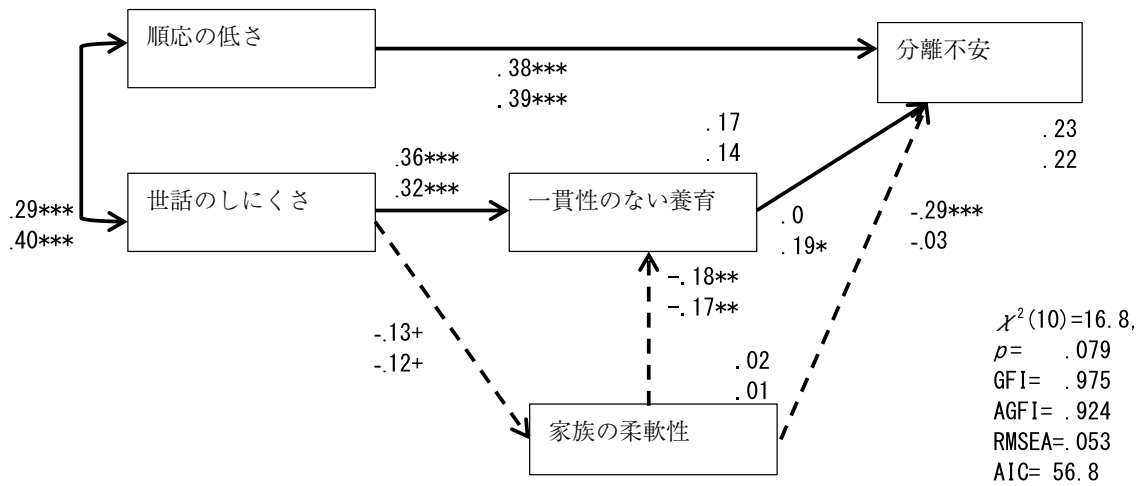 順応の低さ
分離不安
.38***
.39***
.17
.14
.23
.22
.36***
.32***
世話のしにくさ
一貫性のない養育
.29***
.40***
.0
.19*
-.29***
-.03
-.18**
-.17**
-.13+
-.12+
.02
.01
家族の柔軟性
χ²(10)=16.8,
p= .079
GFI= .975
AGFI= .924
RMSEA=.053
AIC= 56.8